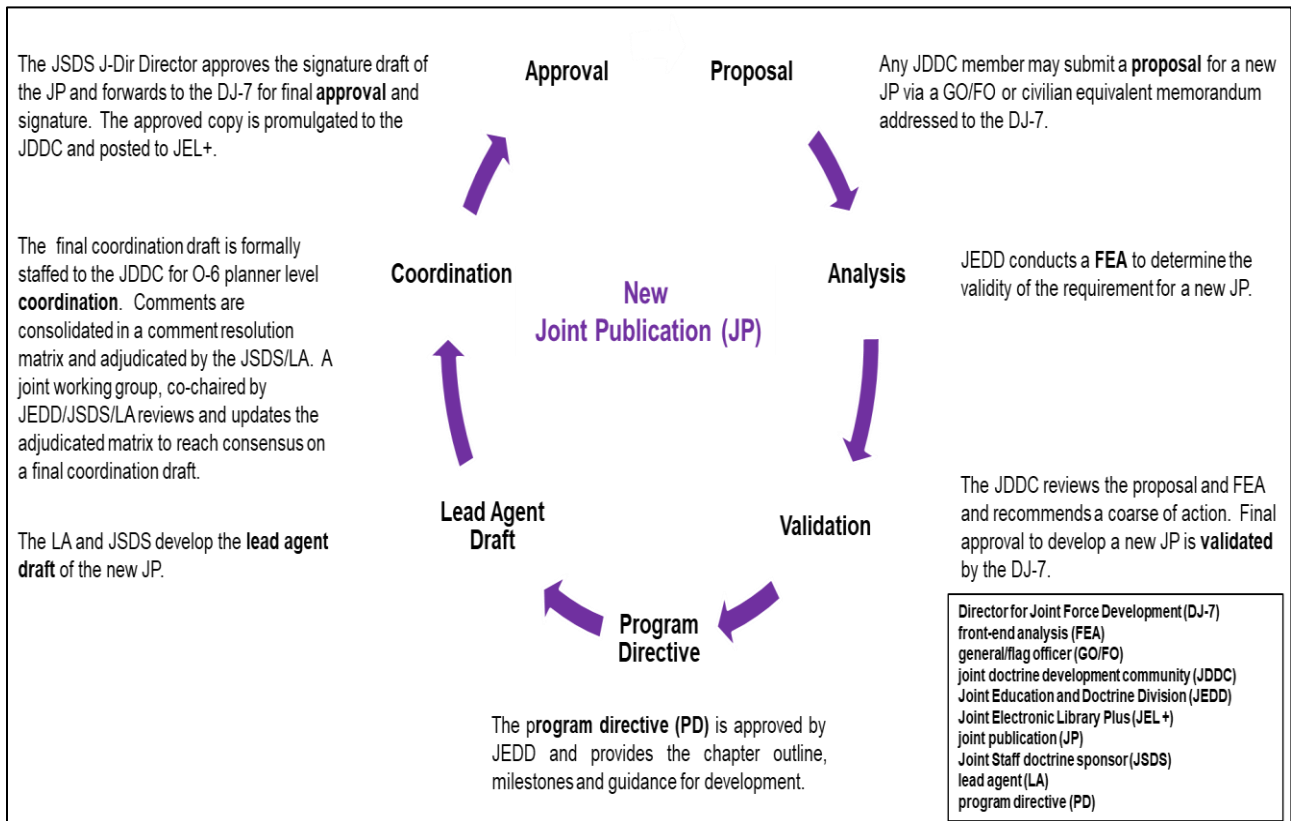 Approval
The JSDS J-Dir Director approves the signature draft of
the JP and forwards to the DJ-7 for final approval and
signature. The approved copy is promulgated to the
JDDC and posted to JEL+.
Proposal
Any JDDC member may submit a proposal for a new
JP via a GO/FO or civilian equivalent memorandum
addressed to the DJ-7.
Coordination
The final coordination draft is formally
staffed to the JDDC for O-6 planner level
coordination. Comments are
consolidated in a comment resolution
matrix and adjudicated by the JSDS/LA. A
joint working group, co-chaired by
JEDD/JSDS/LA reviews and updates the
adjudicated matrix to reach consensus on
a final coordination draft.
New
Joint Publication (JP)
Analysis
JEDD conducts a FEA to determine the
validity of the requirement for a new JP.
Lead Agent
Draft
The LA and JSDS develop the lead agent
draft of the new JP.
Validation
The JDDC reviews the proposal and FEA
and recommends a coarse of action. Final
approval to develop a new JP is validated
by the DJ-7.
Program
Directive
The program directive (PD) is approved by
JEDD and provides the chapter outline,
milestones and guidance for development.
Director for Joint Force Development (DJ-7)
front-end analysis (FEA)
general/flag officer (GO/FO)
joint doctrine development community (JDDC)
Joint Education and Doctrine Division (JEDD)
Joint Electronic Library Plus (JEL +)
joint publication (JP)
Joint Staff doctrine sponsor (JSDS)
lead agent (LA)
program directive (PD)